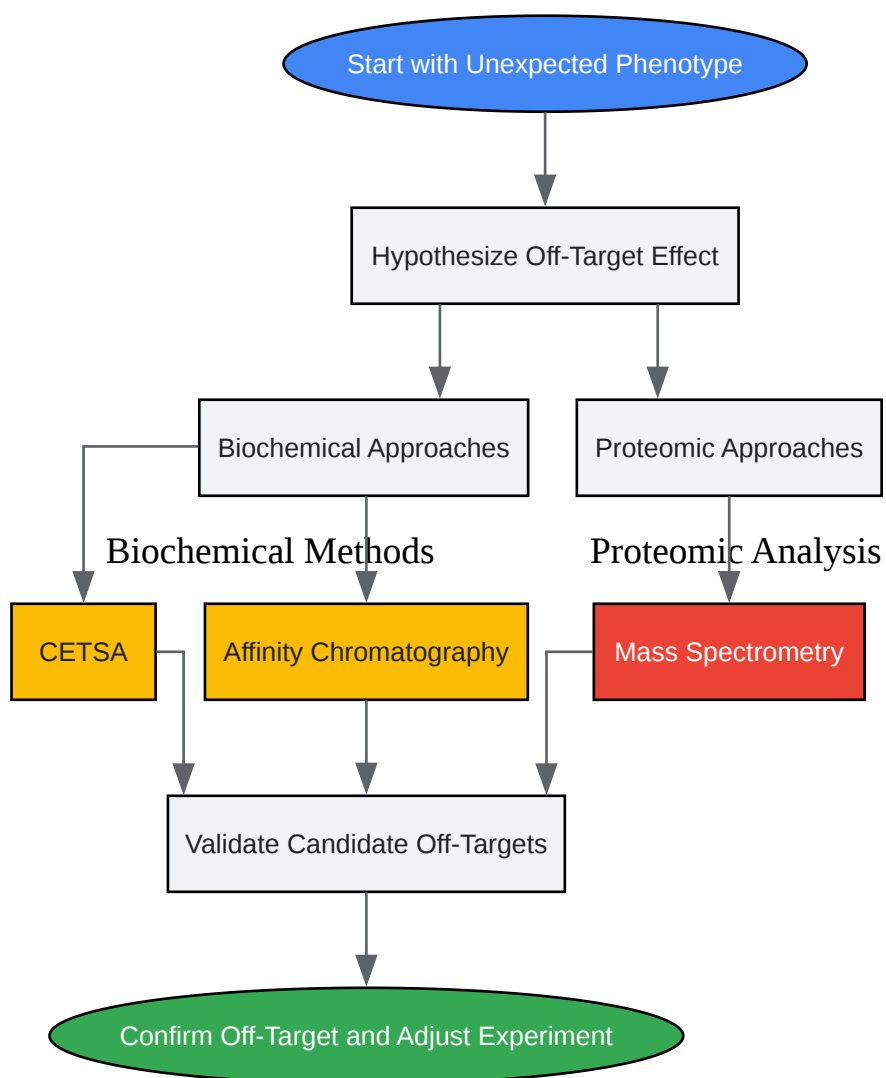 Start with Unexpected Phenotype
Hypothesize Off-Target Effect
Biochemical Approaches
Proteomic Approaches
Biochemical Methods
Proteomic Analysis
CETSA
Affinity Chromatography
Mass Spectrometry
Validate Candidate Off-Targets
Confirm Off-Target and Adjust Experiment